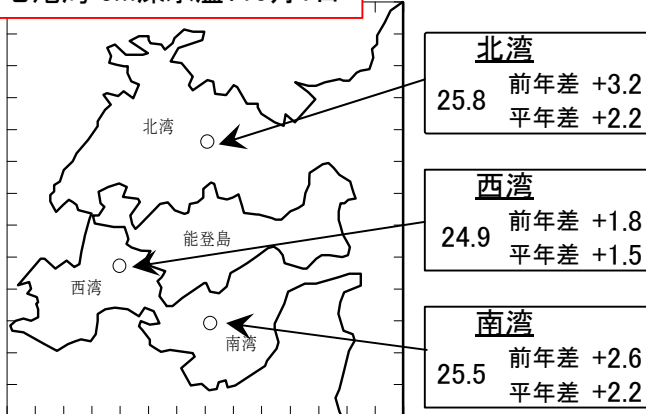 北湾
25.8
前年差 +3.2
平年差 +2.2
北湾
西湾
24.9
前年差 +1.8
平年差 +1.5
能登島
西湾
南湾
25.5
前年差 +2.6
平年差 +2.2
南湾